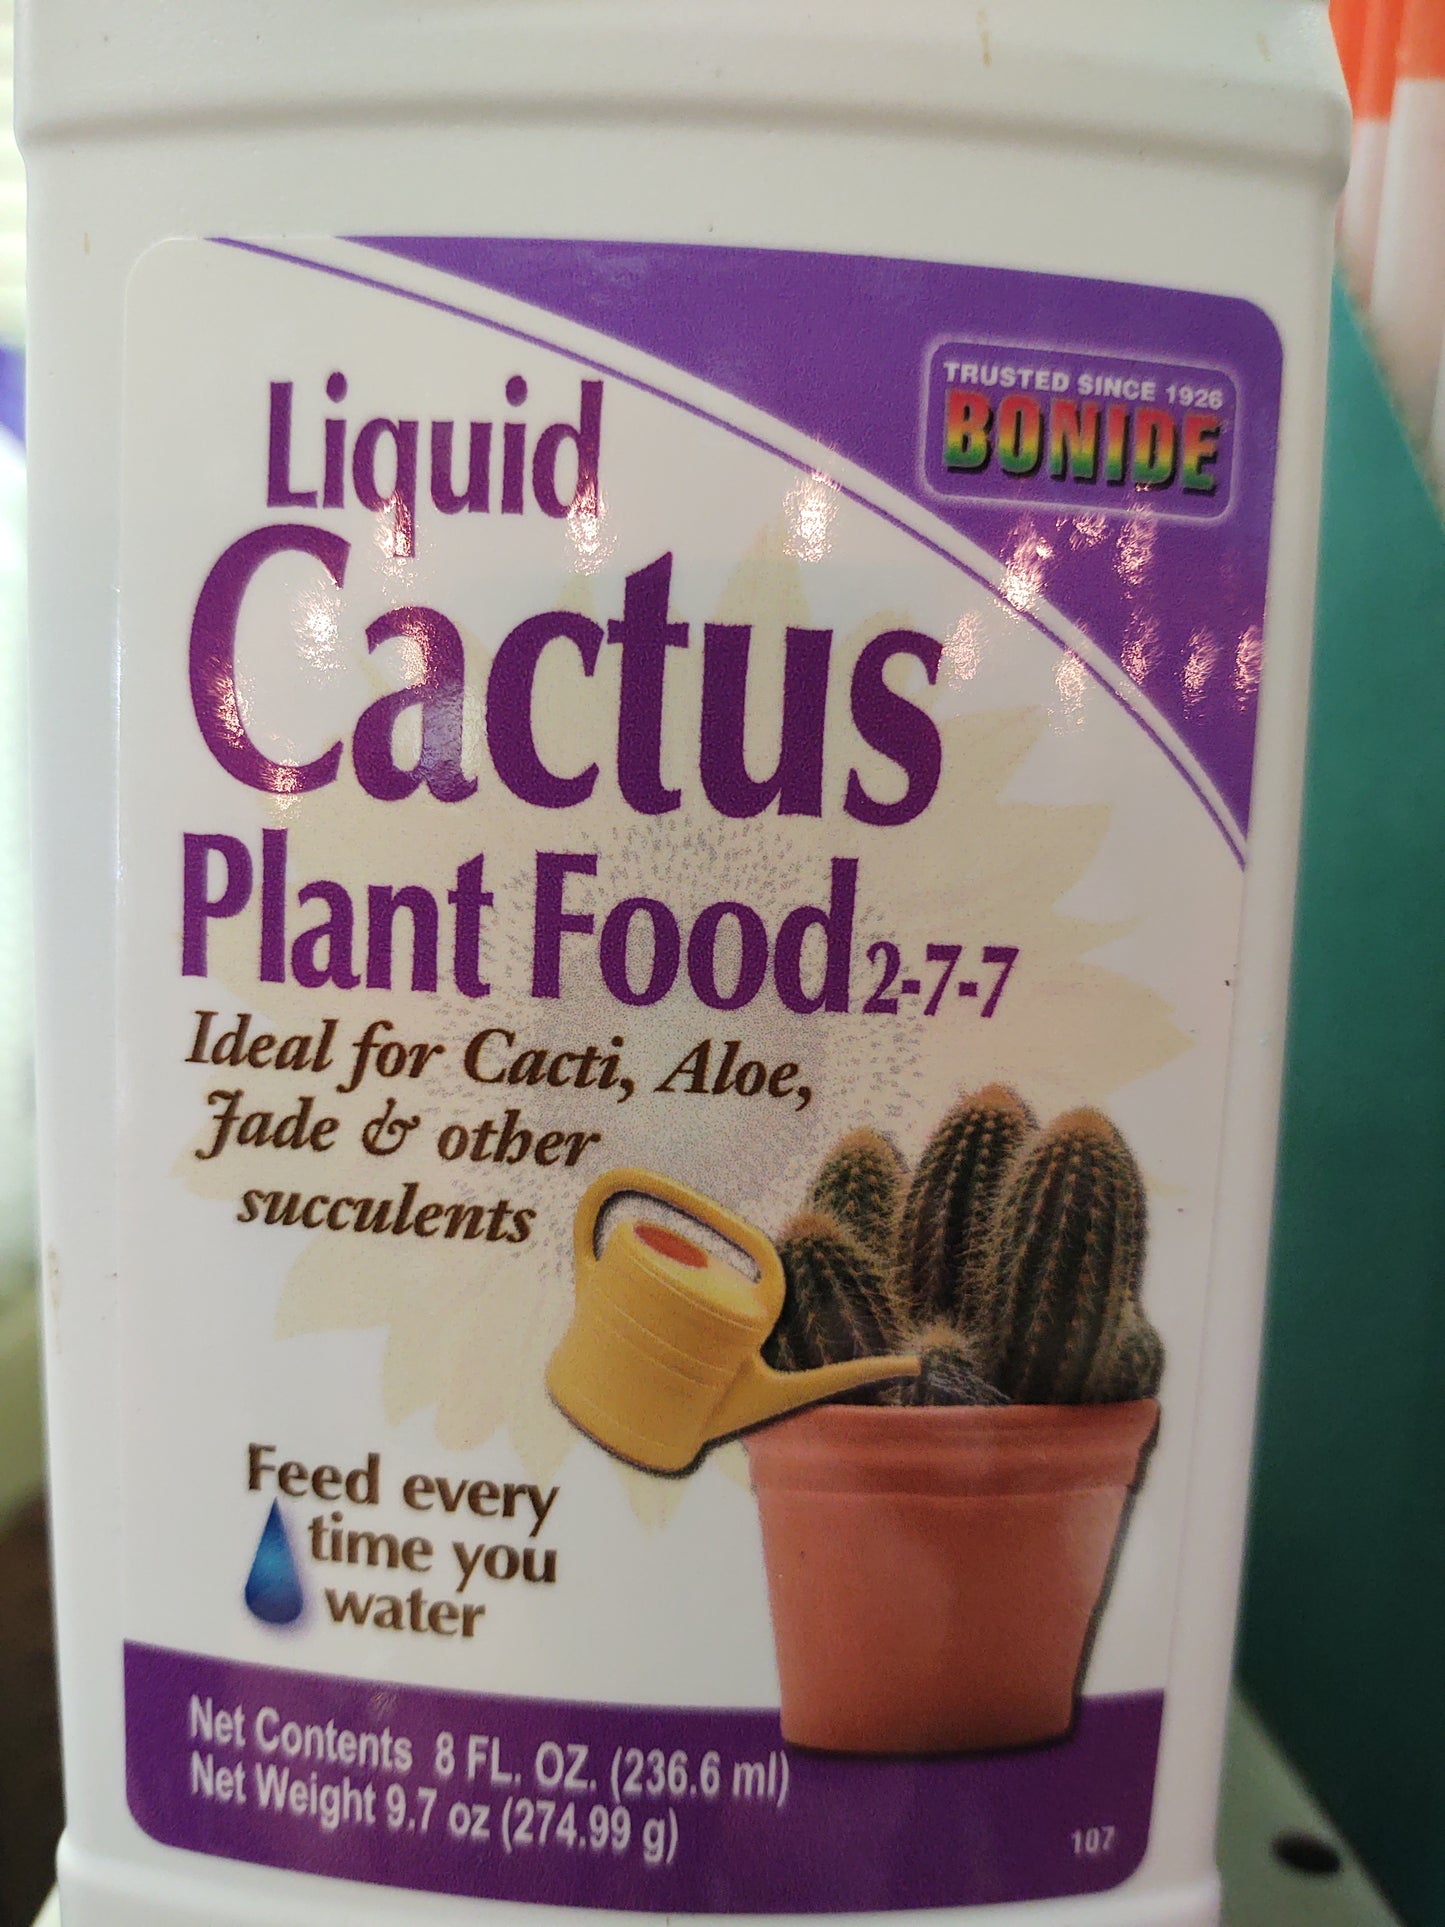 TRUSTED SINCE 1926
BONIDE
Liquid
Cactus
Plant Food 2-7-7
Ideal for Cacti, Aloe,
Jade & other
succulents
Feed every
time you
water
Net Contents 8 FL. OZ. (236.6 ml)
Net Weight 9.7 oz (274.99 g)
107